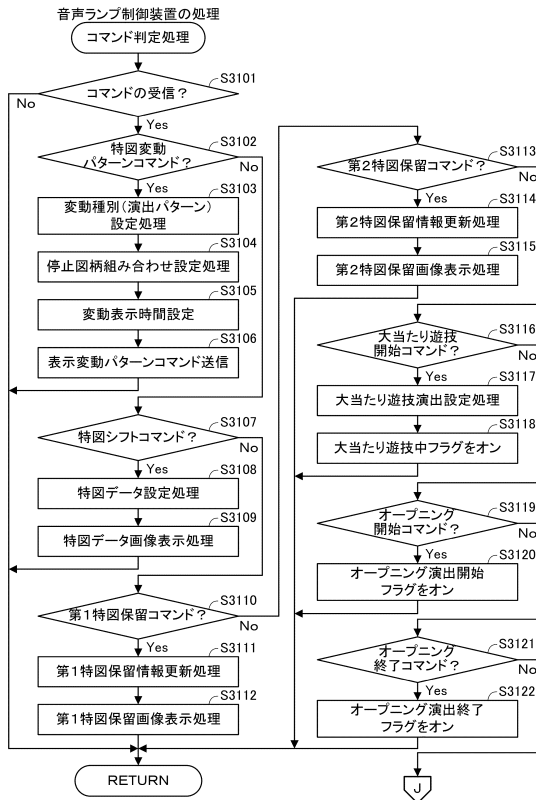 音声ランプ制御装置の処理
コマンド判定処理
S3101
コマンドの受信？
No
Yes
S3102
特図変動
パターンコマンド？
No
Yes
S3103
変動種別（演出パターン）
設定処理
S3104
停止図柄組み合わせ設定処理
S3105
変動表示時間設定
S3106
表示変動パターンコマンド送信
S3107
特図シフトコマンド？
No
Yes
S3108
特図データ設定処理
S3109
特図データ画像表示処理
S3110
第1特図保留コマンド？
No
Yes
S3111
第1特図保留情報更新処理
S3112
第1特図保留画像表示処理
RETURN
S3113
第2特図保留コマンド？
No
Yes
S3114
第2特図保留情報更新処理
S3115
第2特図保留画像表示処理
S3116
大当たり遊技
開始コマンド？
No
Yes
S3117
大当たり遊技演出設定処理
S3118
大当たり遊技中フラグをオン
S3119
オープニング
開始コマンド？
No
Yes
S3120
オープニング演出開始
フラグをオン
S3121
オープニング
終了コマンド？
No
Yes
S3122
オープニング演出終了
フラグをオン
J